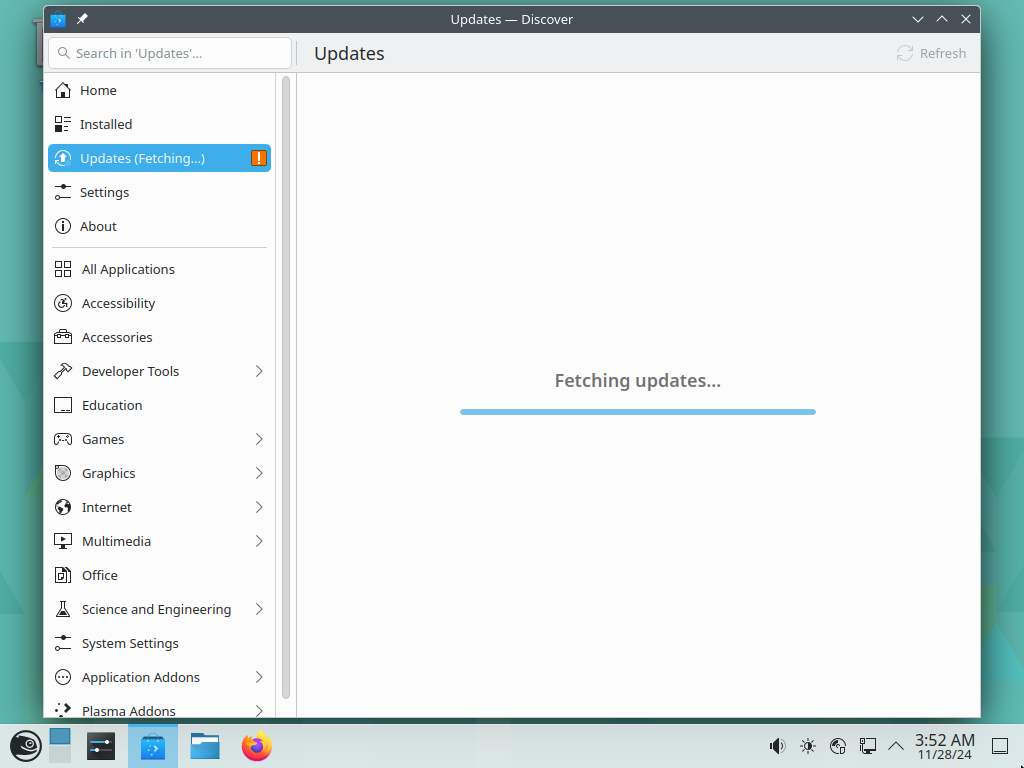 Updates — Discover
Search in 'Updates'...
Updates
Refresh
Home
Installed
Updates (Fetching...)
Settings
About
All Applications
Accessibility
Accessories
Developer Tools
Education
Games
Graphics
Internet
Multimedia
Office
Science and Engineering
System Settings
Application Addons
Plasma Addons
Fetching updates...
3:52 AM
11/28/24